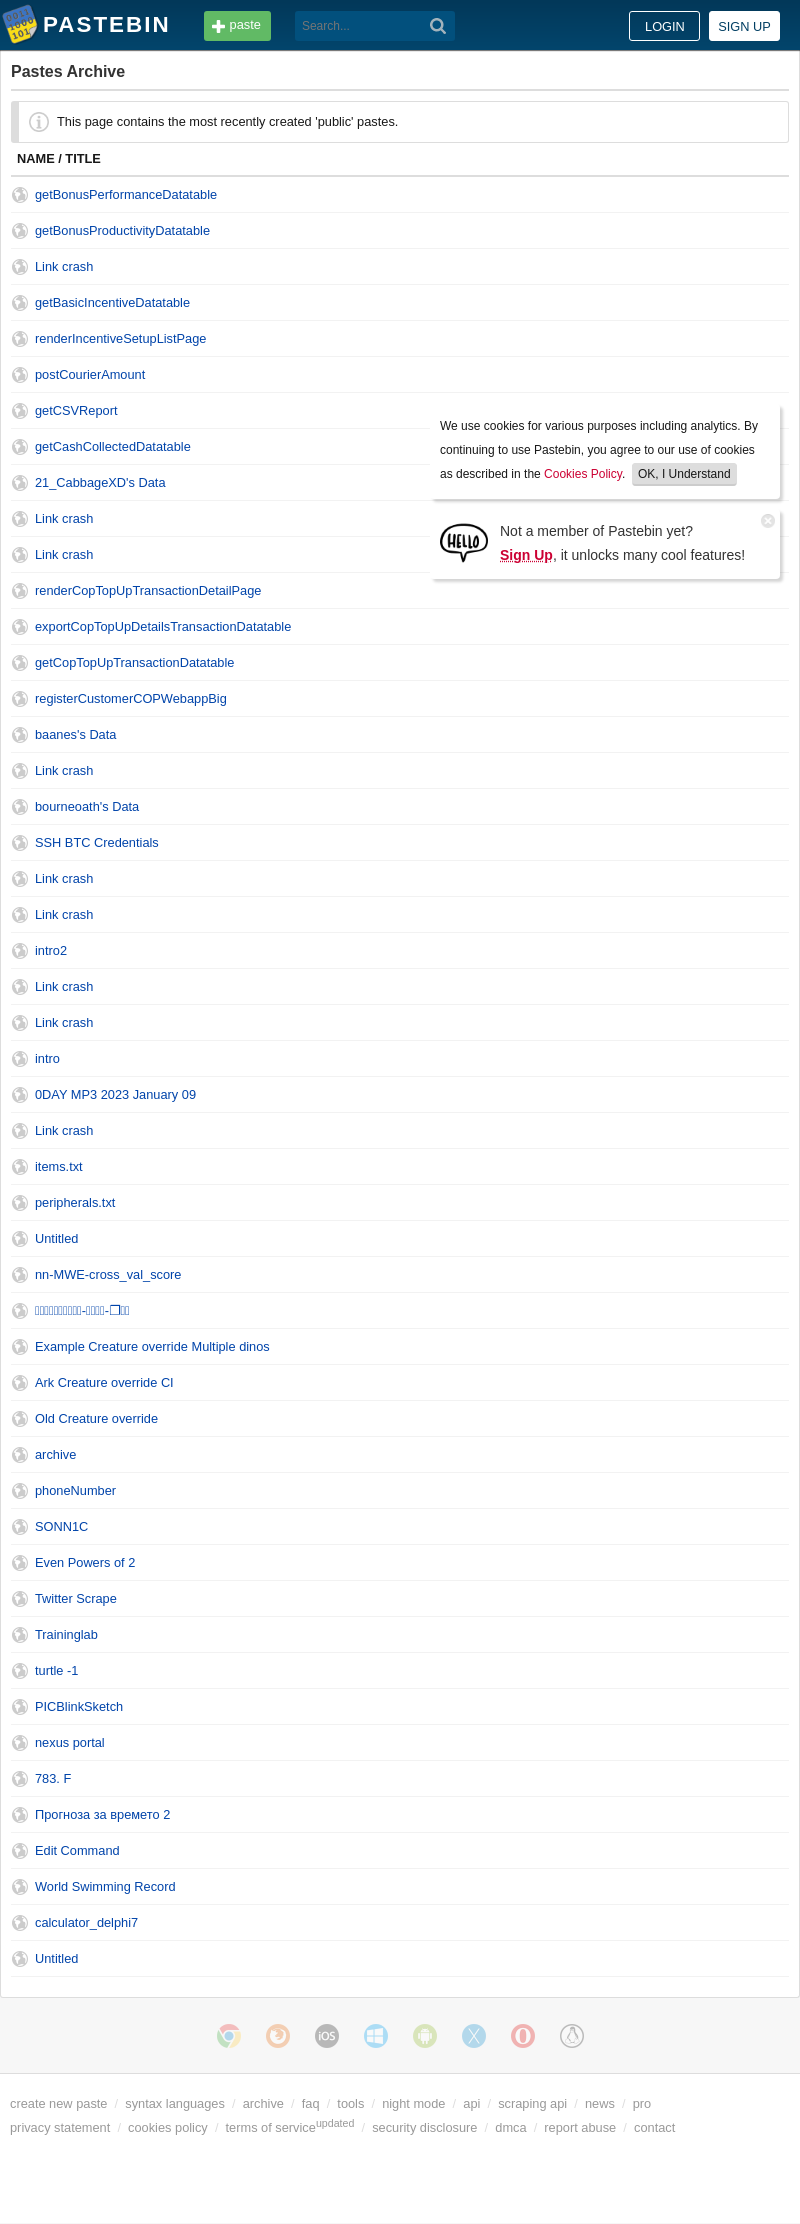 PASTEBIN paste Search... LOGIN SIGN UP
Pastes Archive
This page contains the most recently created 'public' pastes.
NAME / TITLE
getBonusPerformanceDatatable
getBonusProductivityDatatable
Link crash
getBasicIncentiveDatatable
renderIncentiveSetupListPage
postCourierAmount
getCSVReport
getCashCollectedDatatable
21_CabbageXD's Data
Link crash
Link crash
We use cookies for various purposes including analytics. By
continuing to use Pastebin, you agree to our use of cookies
as described in the Cookies Policy. OK, I Understand
HELLO
Not a member of Pastebin yet?
Sign Up, it unlocks many cool features!
renderCopTopUpTransactionDetailPage
exportCopTopUpDetailsTransactionDatatable
getCopTopUpTransactionDatatable
registerCustomerCOPWebappBig
baanes's Data
Link crash
bourneoath's Data
SSH BTC Credentials
Link crash
Link crash
intro2
Link crash
Link crash
intro
0DAY MP3 2023 January 09
Link crash
items.txt
peripherals.txt
Untitled
nn-MWE-cross_val_score
Example Creature override Multiple dinos
Ark Creature override CI
Old Creature override
archive
phoneNumber
SONN1C
Even Powers of 2
Twitter Scrape
Traininglab
turtle -1
PICBlinkSketch
nexus portal
783. F
Прогноза за времето 2
Edit Command
World Swimming Record
calculator_delphi7
Untitled
iOS
create new paste / syntax languages / archive / faq / tools / night mode / api / scraping api / news / pro
privacy statement / cookies policy / terms of service updated / security disclosure / dmca / report abuse / contact